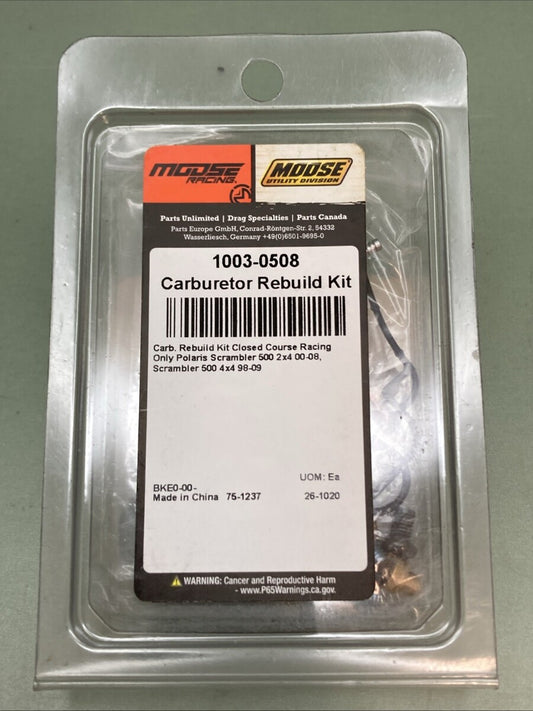 MOOSE
RACING
MOOSE
UTILITY DIVISION
Parts Unlimited | Drag Specialties | Parts Canada
Parts Europe GmbH, Conrad-Röntgen-Str. 2, 54332
Wasserliesch, Germany +49(0)6501-9695-0
1003-0508
Carburetor Rebuild Kit
Carb. Rebuild Kit Closed Course Racing
Only Polaris Scrambler 500 2x4 00-08,
Scrambler 500 4x4 98-09
UOM: Ea
BKE0-00-
Made in China 75-1237 26-1020
WARNING: Cancer and Reproductive Harm
- www.P65Warnings.ca.gov.